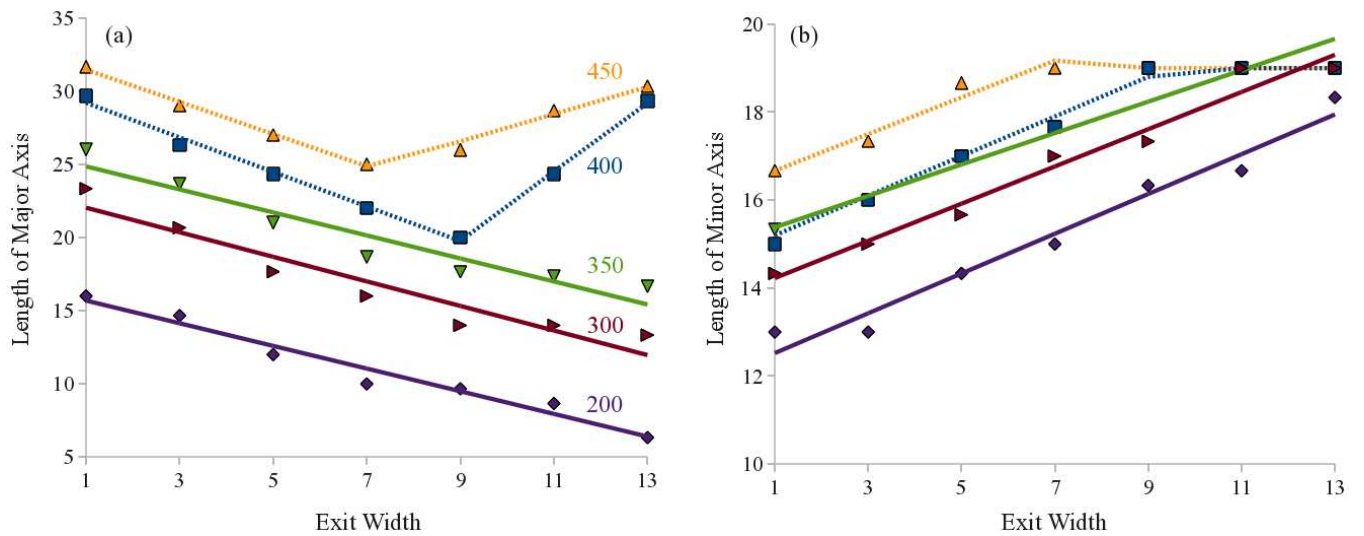 (a)
35
30
25
20
15
10
5
Length of Major Axis
450
400
350
300
200
1 3 5 7 9 11 13
Exit Width
(b)
20
18
16
14
12
10
Length of Minor Axis
1 3 5 7 9 11 13
Exit Width